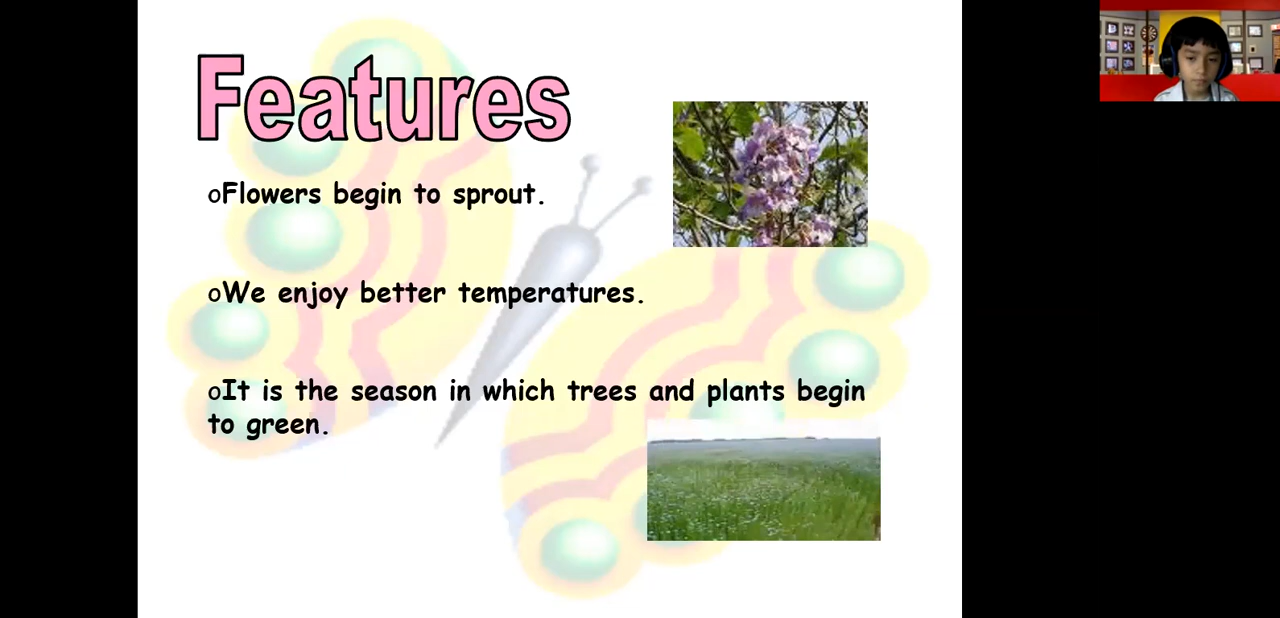 Features
oFlowers begin to sprout.
oWe enjoy better temperatures.
oIt is the season in which trees and plants begin
to green.